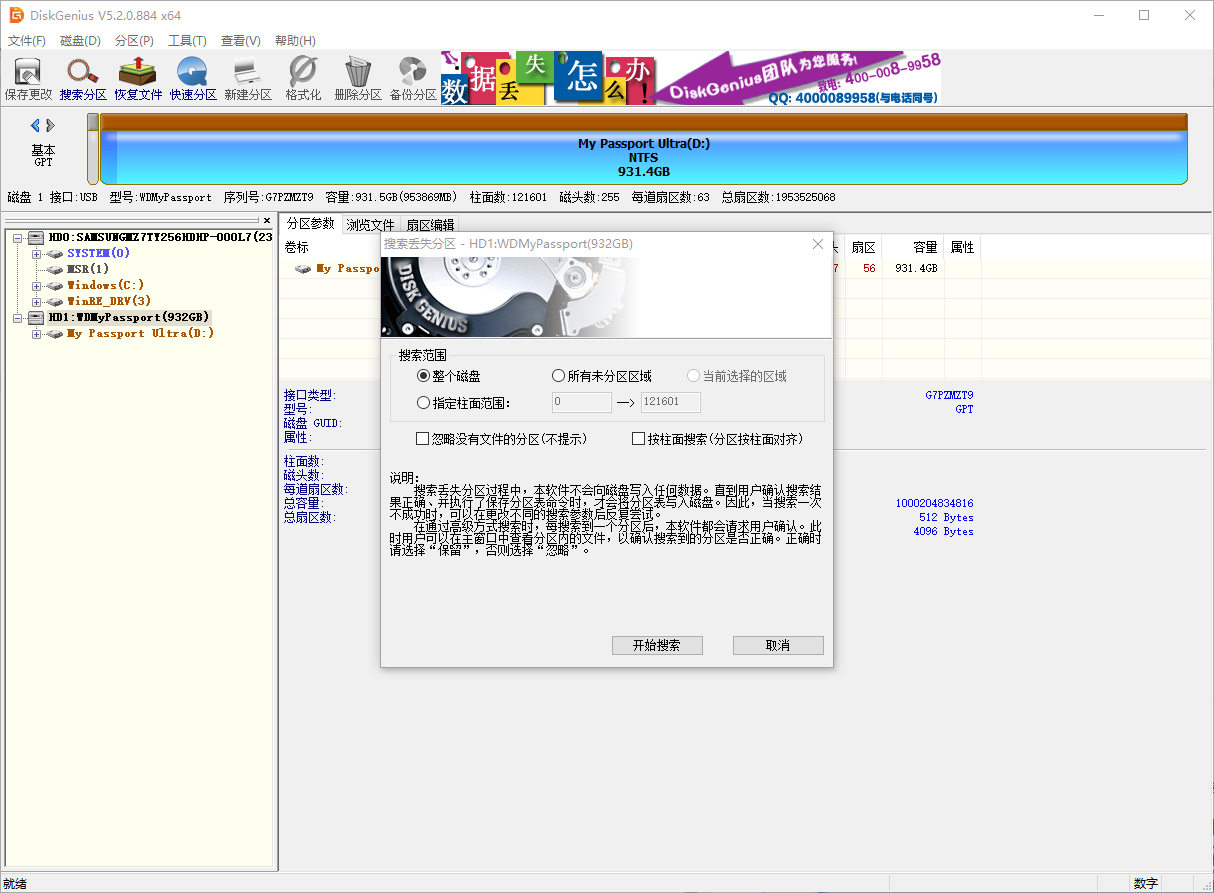 DiskGenius V5.2.0.884 x64
文件(F) 磁盘(D) 分区(P) 工具(T) 查看(V) 帮助(H)
保存更改 搜索分区 恢复文件 快速分区 新建分区 格式化 删除分区 备份分区
数据丢失怎么办!
DiskGenius团队为您服务!
致电: 400-008-9958
QQ: 4000089958(与电话同号)
基本
GPT
My Passport Ultra(D:)
NTFS
931.4GB
磁盘 1 接口:USB 型号:WDMyPassport 序列号:G7PZMZT9 容量:931.5GB(953869MB) 柱面数:121601 磁头数:255 每道扇区数:63 总扇区数:1953525068
HD0:SAMSUNGMZ7TY256HDHP-000L7(23
SYSTEM(0)
MSR(1)
Windows(C:)
WinRE_DRV(3)
HD1:WDMyPassport(932GB)
My Passport Ultra(D:)
分区参数 浏览文件 扇区编辑
卷标 扇区 容量 属性
My Passpo 7 56 931.4GB
接口类型:
型号: G7PZMZT9
磁盘 GUID: GPT
属性:
柱面数:
磁头数:
每道扇区数:
总容量: 1000204834816
总扇区数: 512 Bytes
4096 Bytes
搜索丢失分区 - HD1:WDMyPassport(932GB)
DISK GENIUS
搜索范围
整个磁盘 所有未分区区域 当前选择的区域
指定柱面范围: 0 —> 121601
忽略没有文件的分区(不提示) 按柱面搜索(分区按柱面对齐)
说明:
搜索丢失分区过程中，本软件不会向磁盘写入任何数据。直到用户确认搜索结
果正确、并执行了保存分区表命令时，才会将分区表写入磁盘。因此，当搜索一次
不成功时，可以在更改不同的搜索参数后反复尝试。
在通过高级方式搜索时，每搜索到一个分区后，本软件都会请求用户确认。此
时用户可以在主窗口中查看分区内的文件，以确认搜索到的分区是否正确。正确时
请选择“保留”，否则选择“忽略”。
开始搜索 取消
就绪 数字